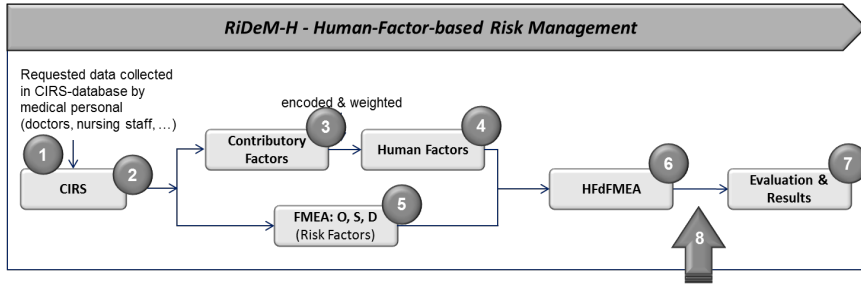 RiDeM-H - Human-Factor-based Risk Management
Requested data collected
in CIRS-database by
medical personal
(doctors, nursing staff, …)
1
CIRS
2
encoded & weighted
Contributory
Factors
3
Human Factors
4
FMEA: O, S, D
(Risk Factors)
5
HFdFMEA
6
Evaluation &
Results
7
8